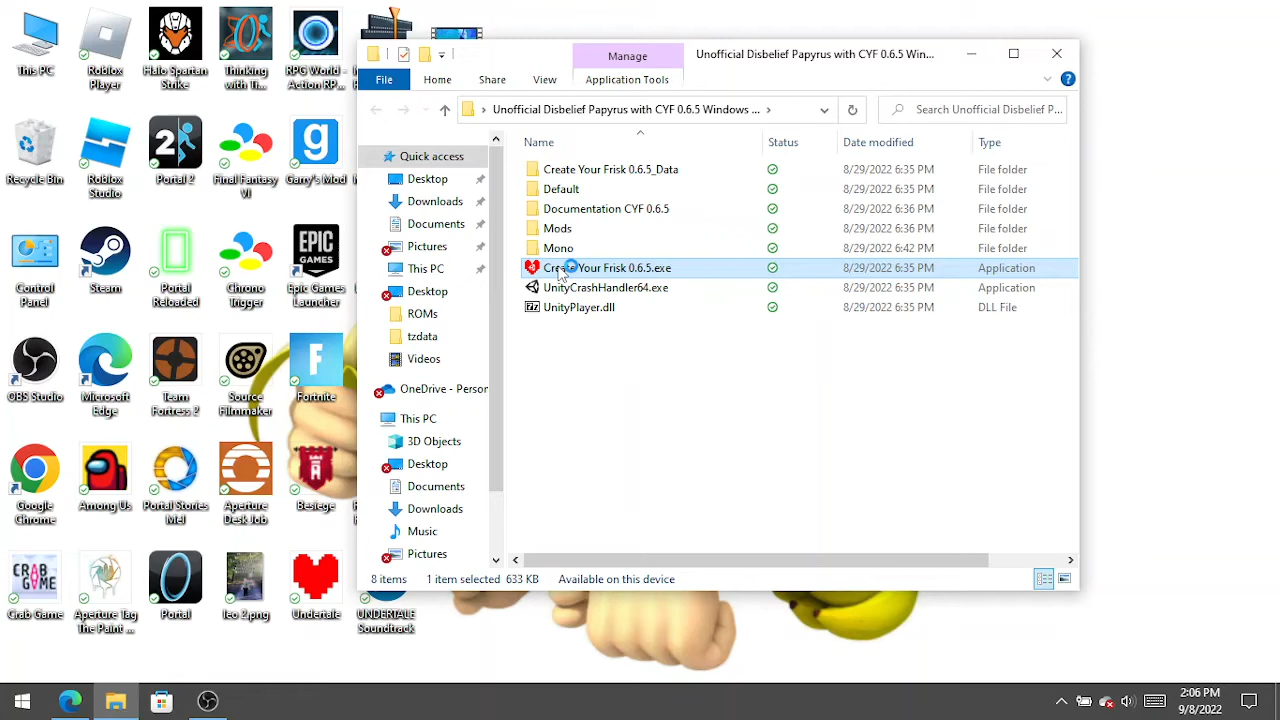 This PC
Roblox
Player
Halo Spartan
Strike
Thinking
with Ti...
RPG World -
Action RP...
Recycle Bin
Roblox
Studio
Portal 2
Final Fantasy
VI
Garry's Mod
Control
Panel
Steam
Portal
Reloaded
Chrono
Trigger
EPIC
GAMES
Epic Games
Launcher
OBS Studio
Microsoft
Edge
Team
Fortress 2
Source
Filmmaker
Fortnite
Google
Chrome
Among Us
Portal Stories
Mel
Aperture
Desk Job
Besiege
CRAB
GAME
Crab Game
Aperture Tag
The Paint ...
Portal
leo 2.png
Undertale
UNDERTALE
Soundtrack
Manage
Unofficial Disbelief Papyrus with CYF 0.6.5 Win...
File
Home
Share
View
Application Tools
Unofficial Disbelief Papyrus with CYF 0.6.5 Windows ...
Search Unofficial Disbelief P...
Quick access
Desktop
Downloads
Documents
Pictures
This PC
Desktop
ROMs
tzdata
Videos
OneDrive - Person
This PC
3D Objects
Desktop
Documents
Downloads
Music
Pictures
Name Status Date modified Type
Create Your Frisk 0.6.5_Data 8/29/2022 6:35 PM File folder
Default 8/29/2022 6:35 PM File folder
Documentation CYF 0.6.5 8/29/2022 6:36 PM File folder
Mods 8/29/2022 6:36 PM File folder
Mono 8/29/2022 6:42 PM File folder
Create Your Frisk 0.6.5.exe 8/29/2022 6:35 PM Application
UnityCrashHandler64.exe 8/29/2022 6:35 PM Application
UnityPlayer.dll 8/29/2022 6:35 PM DLL File
8 items 1 item selected 633 KB Available on this device
2:06 PM
9/8/2022